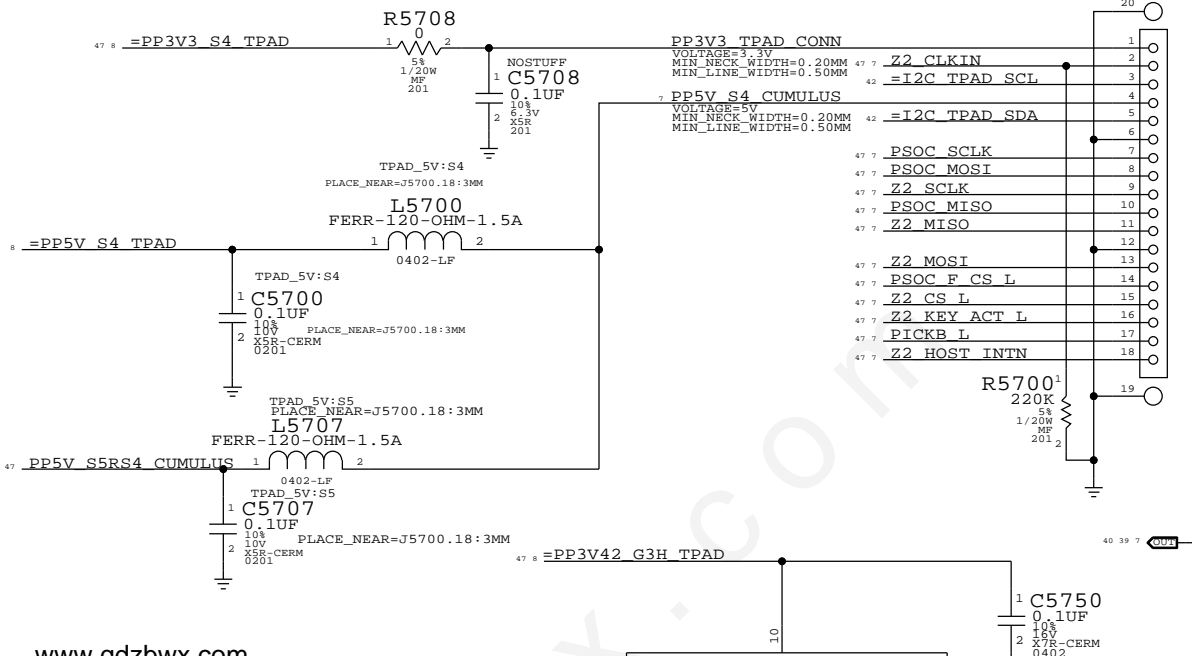 20
R5708
0
47 8 =PP3V3_S4_TPAD 1 2
5%
1/20W
MF
201
NOSTUFF
1 C5708
0.1UF
10%
6.3V
2 X5R
201
PP3V3_TPAD_CONN
VOLTAGE=3.3V
MIN_NECK_WIDTH=0.20MM
MIN_LINE_WIDTH=0.50MM
7 PP5V_S4_CUMULUS
VOLTAGE=5V
MIN_NECK_WIDTH=0.20MM
MIN_LINE_WIDTH=0.50MM
1
47 7 Z2_CLKIN 2
42 =I2C_TPAD_SCL 3
4
42 =I2C_TPAD_SDA 5
6
47 7 PSOC_SCLK 7
47 7 PSOC_MOSI 8
47 7 Z2_SCLK 9
47 7 PSOC_MISO 10
47 7 Z2_MISO 11
12
47 7 Z2_MOSI 13
47 7 PSOC_F_CS_L 14
47 7 Z2_CS_L 15
47 7 Z2_KEY_ACT_L 16
47 7 PICKB_L 17
47 7 Z2_HOST_INTN 18
19
R5700 1
220K
5%
1/20W
MF
201 2
TPAD_5V:S4
PLACE_NEAR=J5700.18:3MM
L5700
FERR-120-OHM-1.5A
8 =PP5V_S4_TPAD 1 2
0402-LF
TPAD_5V:S4
1 C5700
0.1UF
10%
10V PLACE_NEAR=J5700.18:3MM
2 X5R-CERM
0201
TPAD_5V:S5
PLACE_NEAR=J5700.18:3MM
L5707
FERR-120-OHM-1.5A
47 PP5V_S5RS4_CUMULUS 1 2
0402-LF
TPAD_5V:S5
1 C5707
0.1UF
10%
10V PLACE_NEAR=J5700.18:3MM
2 X5R-CERM
0201
40 39 7 OUT
47 8 =PP3V42_G3H_TPAD
10
1 C5750
0.1UF
10%
16V
2 X7R-CERM
0402
www.gdzbwx.com
x.com